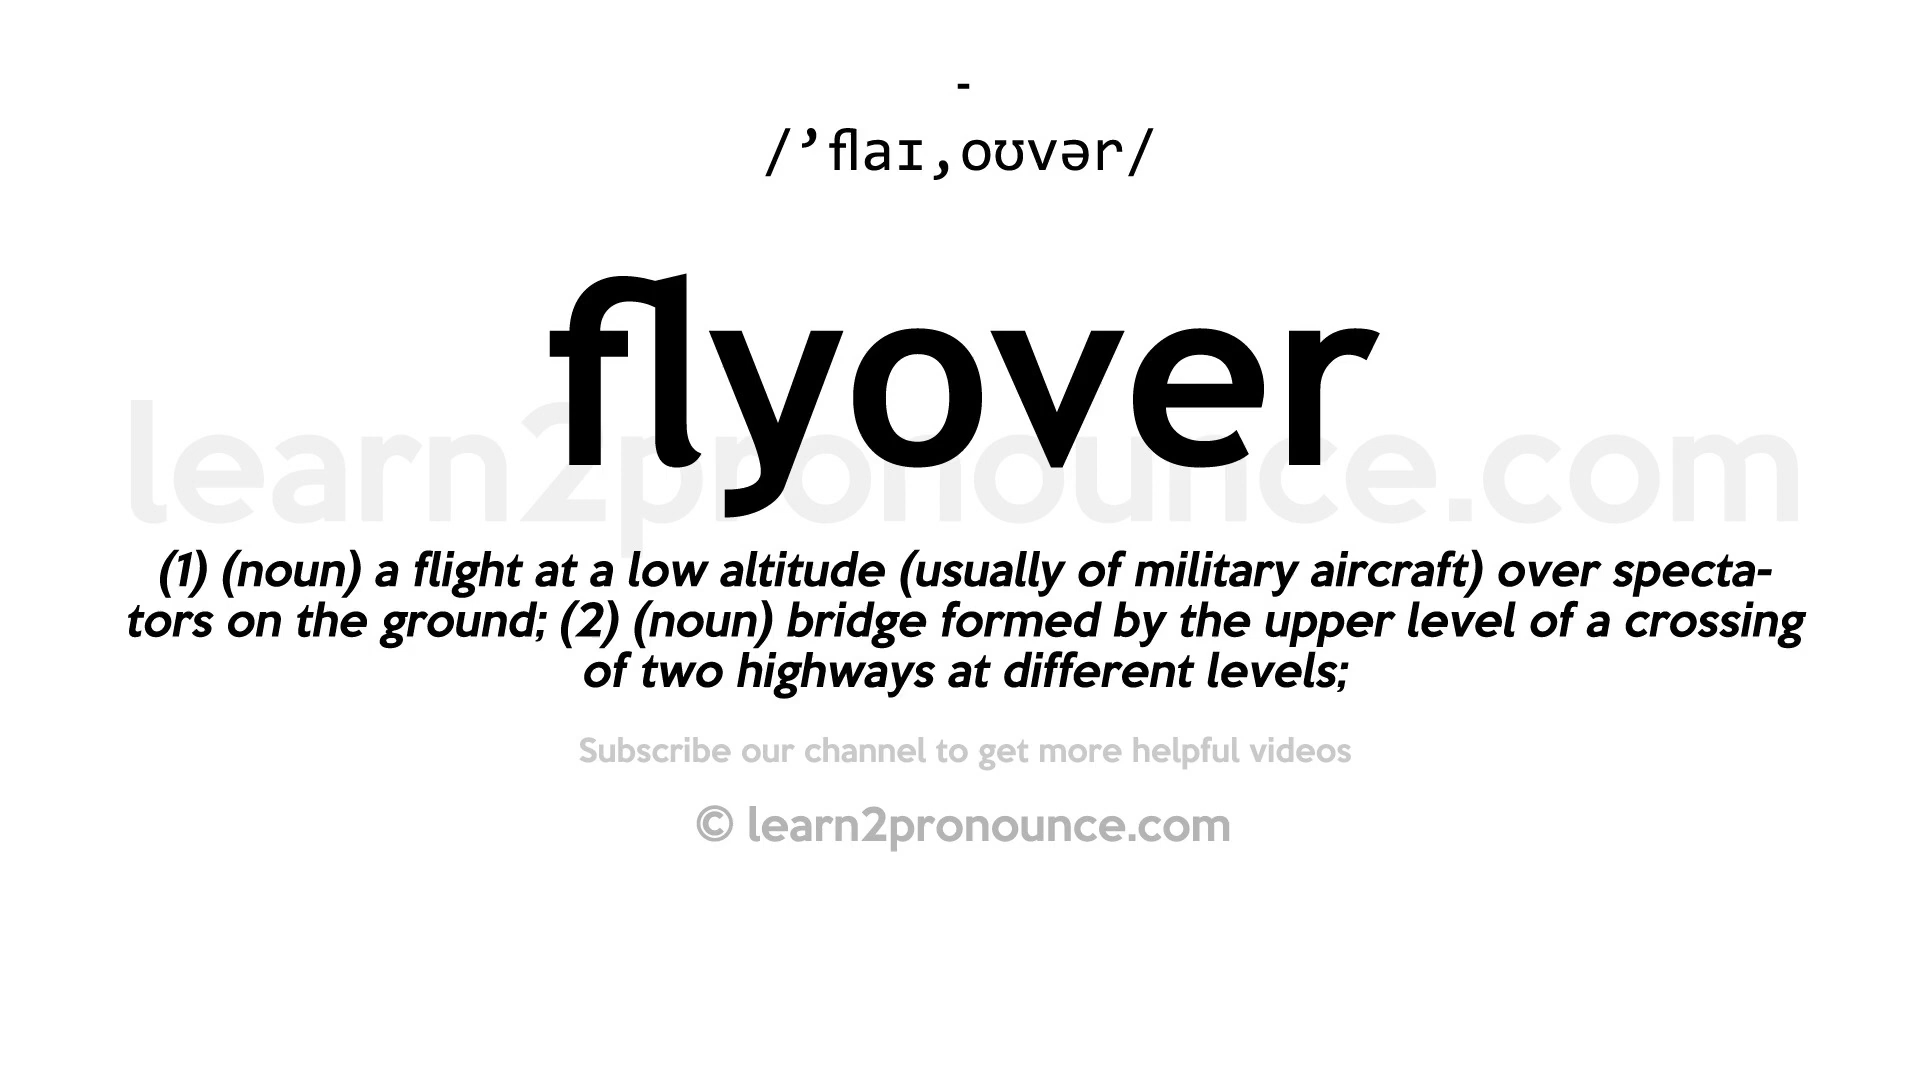 -
/’flaɪ,oʊvər/
flyover
learn2pronounce.com
(1) (noun) a flight at a low altitude (usually of military aircraft) over specta-
tors on the ground; (2) (noun) bridge formed by the upper level of a crossing
of two highways at different levels;
Subscribe our channel to get more helpful videos
© learn2pronounce.com